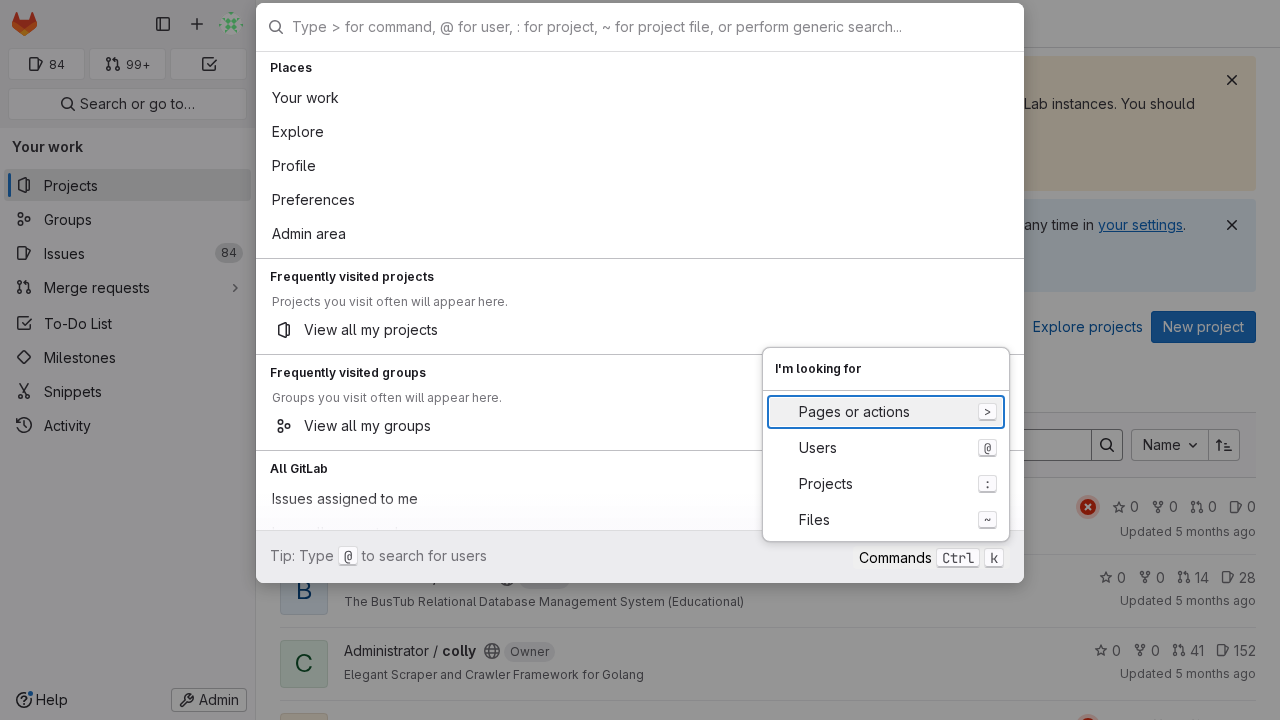 Type > for command, @ for user, : for project, ~ for project file, or perform generic search...
84
99+
Search or go to…
Your work
Projects
Groups
Issues 84
Merge requests
To-Do List
Milestones
Snippets
Activity
Help
Admin
Places
Your work
Explore
Profile
Preferences
Admin area
Frequently visited projects
Projects you visit often will appear here.
View all my projects
Frequently visited groups
Groups you visit often will appear here.
View all my groups
All GitLab
Issues assigned to me
Tip: Type @ to search for users
Commands Ctrl k
I'm looking for
Pages or actions >
Users @
Projects :
Files ~
Lab instances. You should
any time in your settings.
Explore projects
New project
Name
0 0 0 0
Updated 5 months ago
B
0 0 14 28
The BusTub Relational Database Management System (Educational)
Updated 5 months ago
C
Administrator / colly Owner
0 0 41 152
Elegant Scraper and Crawler Framework for Golang
Updated 5 months ago